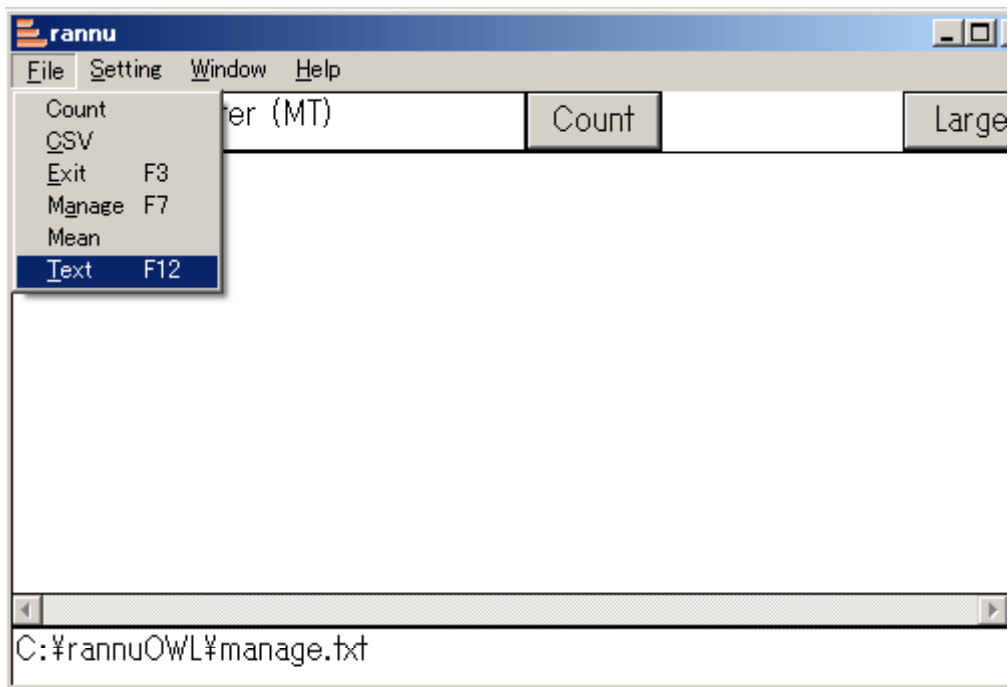 rannu
File Setting Window Help
er (MT) Count Large
Count
CSV
Exit F3
Manage F7
Mean
Text F12
C:¥rannuOWL¥manage.txt